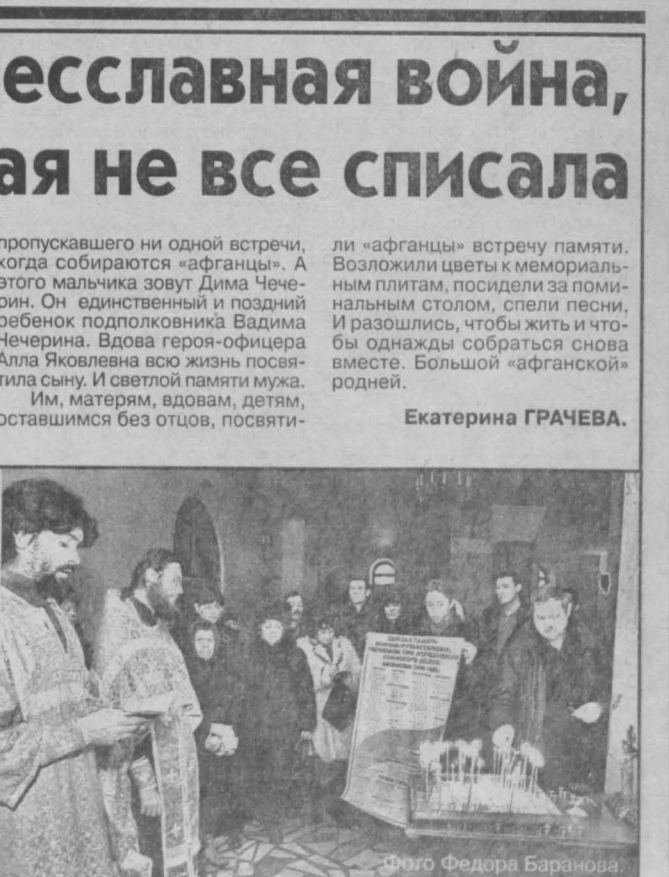 есславная война,
ая не все списала
пропускавшего ни одной встречи,
когда собираются «афганцы». А
этого мальчика зовут Дима Чече-
рин. Он единственный и поздний
ребенок подполковника Вадима
Чечерина. Вдова героя-офицера
Алла Яковлевна всю жизнь посвя-
тила сыну. И светлой памяти мужа.
Им, матерям, вдовам, детям,
оставшимся без отцов, посвяти-
ли «афганцы» встречу памяти.
Возложили цветы к мемориаль-
ным плитам, посидели за поми-
нальным столом, спели песни.
И разошлись, чтобы жить и что-
бы однажды собраться снова
вместе. Большой «афганской»
родней.
Екатерина ГРАЧЕВА.
Фото Федора Баранова.